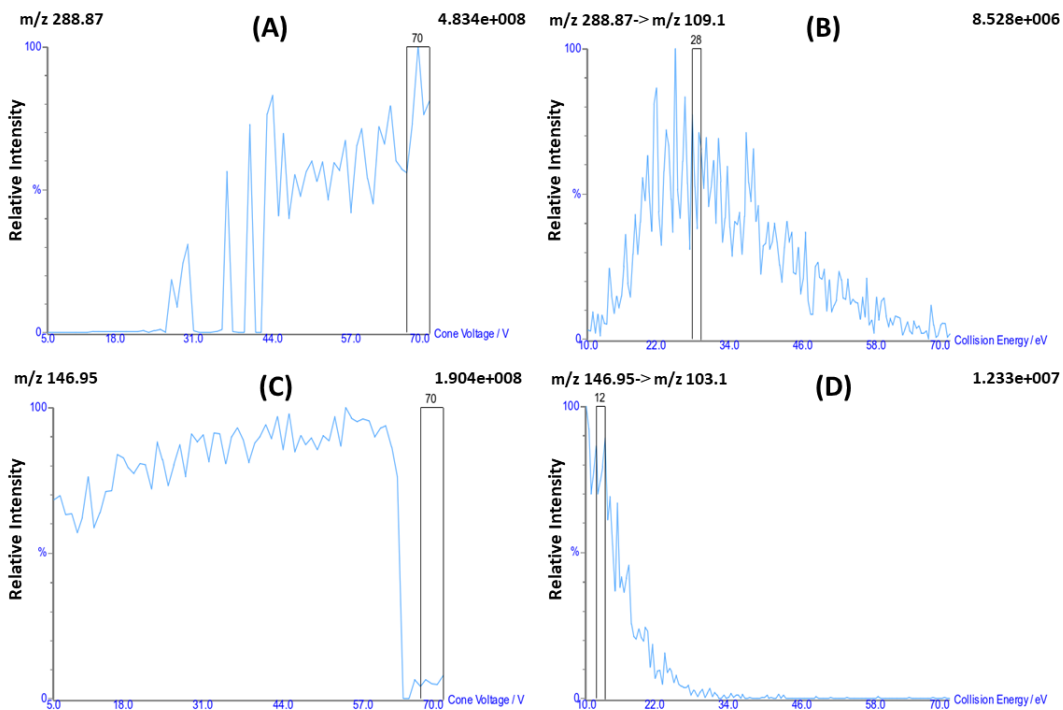 m/z 288.87 (A) 4.834e+008
70
100
Relative Intensity
%
0
5.0 18.0 31.0 44.0 57.0 70.0 Cone Voltage / V
m/z 288.87-> m/z 109.1 (B) 8.528e+006
28
100
Relative Intensity
%
0
10.0 22.0 34.0 46.0 58.0 70.0 Collision Energy / eV
m/z 146.95 (C) 1.904e+008
70
100
Relative Intensity
%
0
5.0 18.0 31.0 44.0 57.0 70.0 Cone Voltage / V
m/z 146.95-> m/z 103.1 (D) 1.233e+007
12
100
Relative Intensity
%
0
10.0 22.0 34.0 46.0 58.0 70.0 Collision Energy / eV